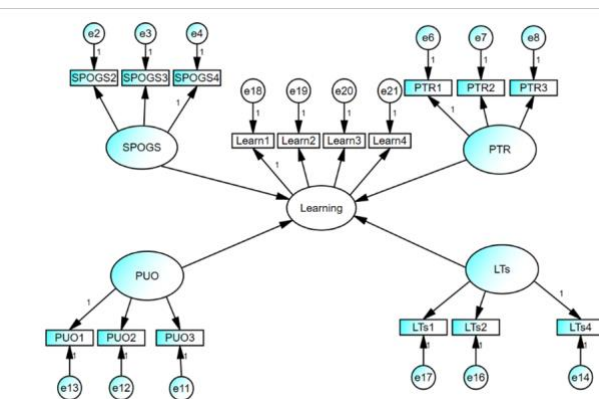 e2 e3 e4 e6 e7 e8
1 1 1 1 1 1
SPOGS2 SPOGS3 SPOGS4 PTR1 PTR2 PTR3
e18 e19 e20 e21
1 1 1 1
1 1
Learn1 Learn2 Learn3 Learn4
SPOGS PTR
1
Learning
PUO LTs
1 1
LTs1 LTs2 LTs4
PUO1 PUO2 PUO3
1 1 1
1 1 1
e17 e16 e14
e13 e12 e11